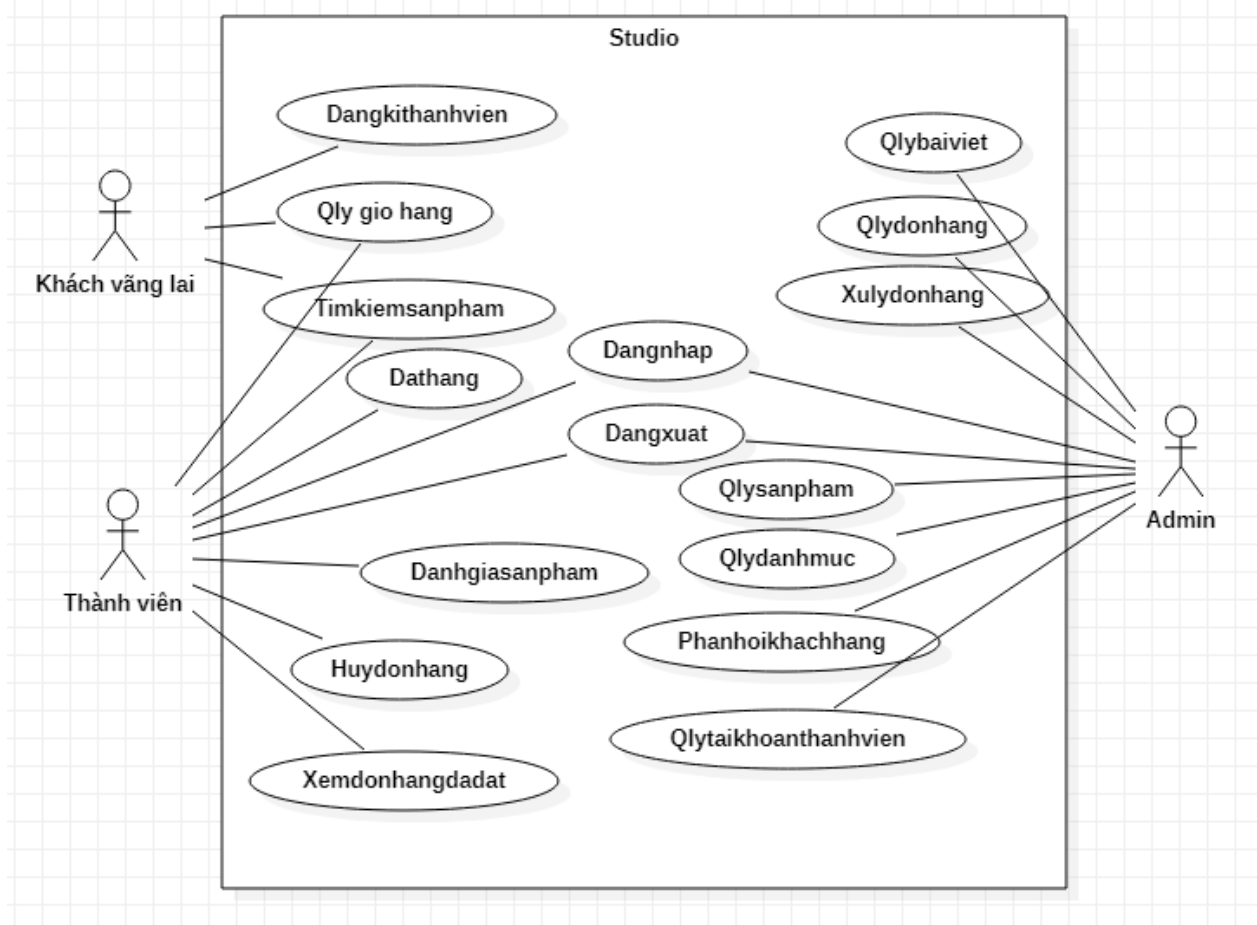 Studio
Dangkithanhvien
Qlybaiviet
Qly gio hang
Qlydonhang
Khách vãng lai
Xulydonhang
Timkiemsanpham
Dangnhap
Dathang
Dangxuat
Qlysanpham
Admin
Qlydanhmuc
Danhgiasanpham
Thành viên
Phanhoikhachhang
Huydonhang
Qlytaikhoanthanhvien
Xemdonhangdadat